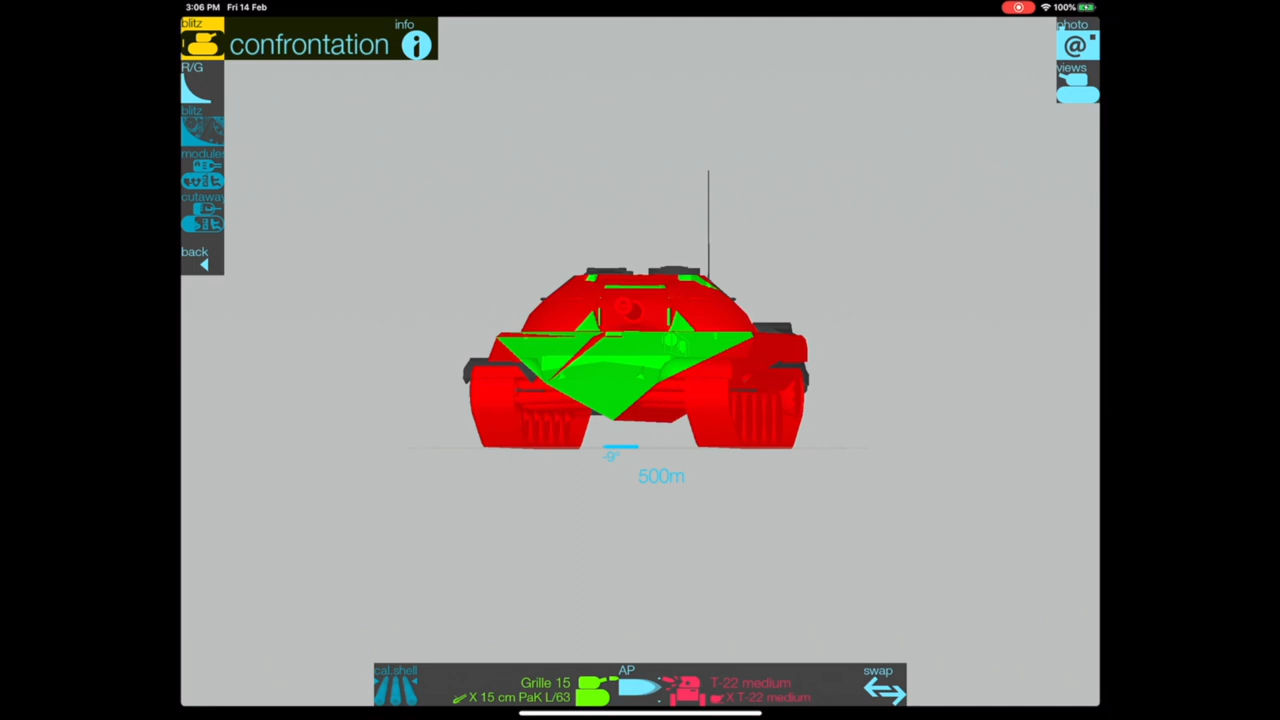 3:06 PM Fri 14 Feb
100%
blitz
info
confrontation
photo
@
R/G
views
blitz
modules
cutaway
back
-9°
500m
cal.shell
Grille 15
AP
T-22 medium
swap
X 15 cm PaK L/63
X T-22 medium